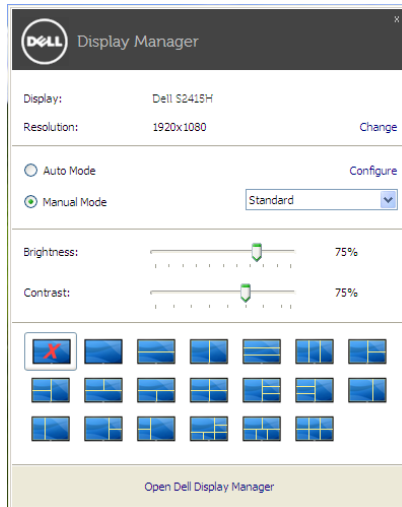 x
DELL Display Manager
Display: Dell S2415H
Resolution: 1920x1080 Change
Auto Mode Configure
Manual Mode Standard
Brightness: 75%
Contrast: 75%
Open Dell Display Manager